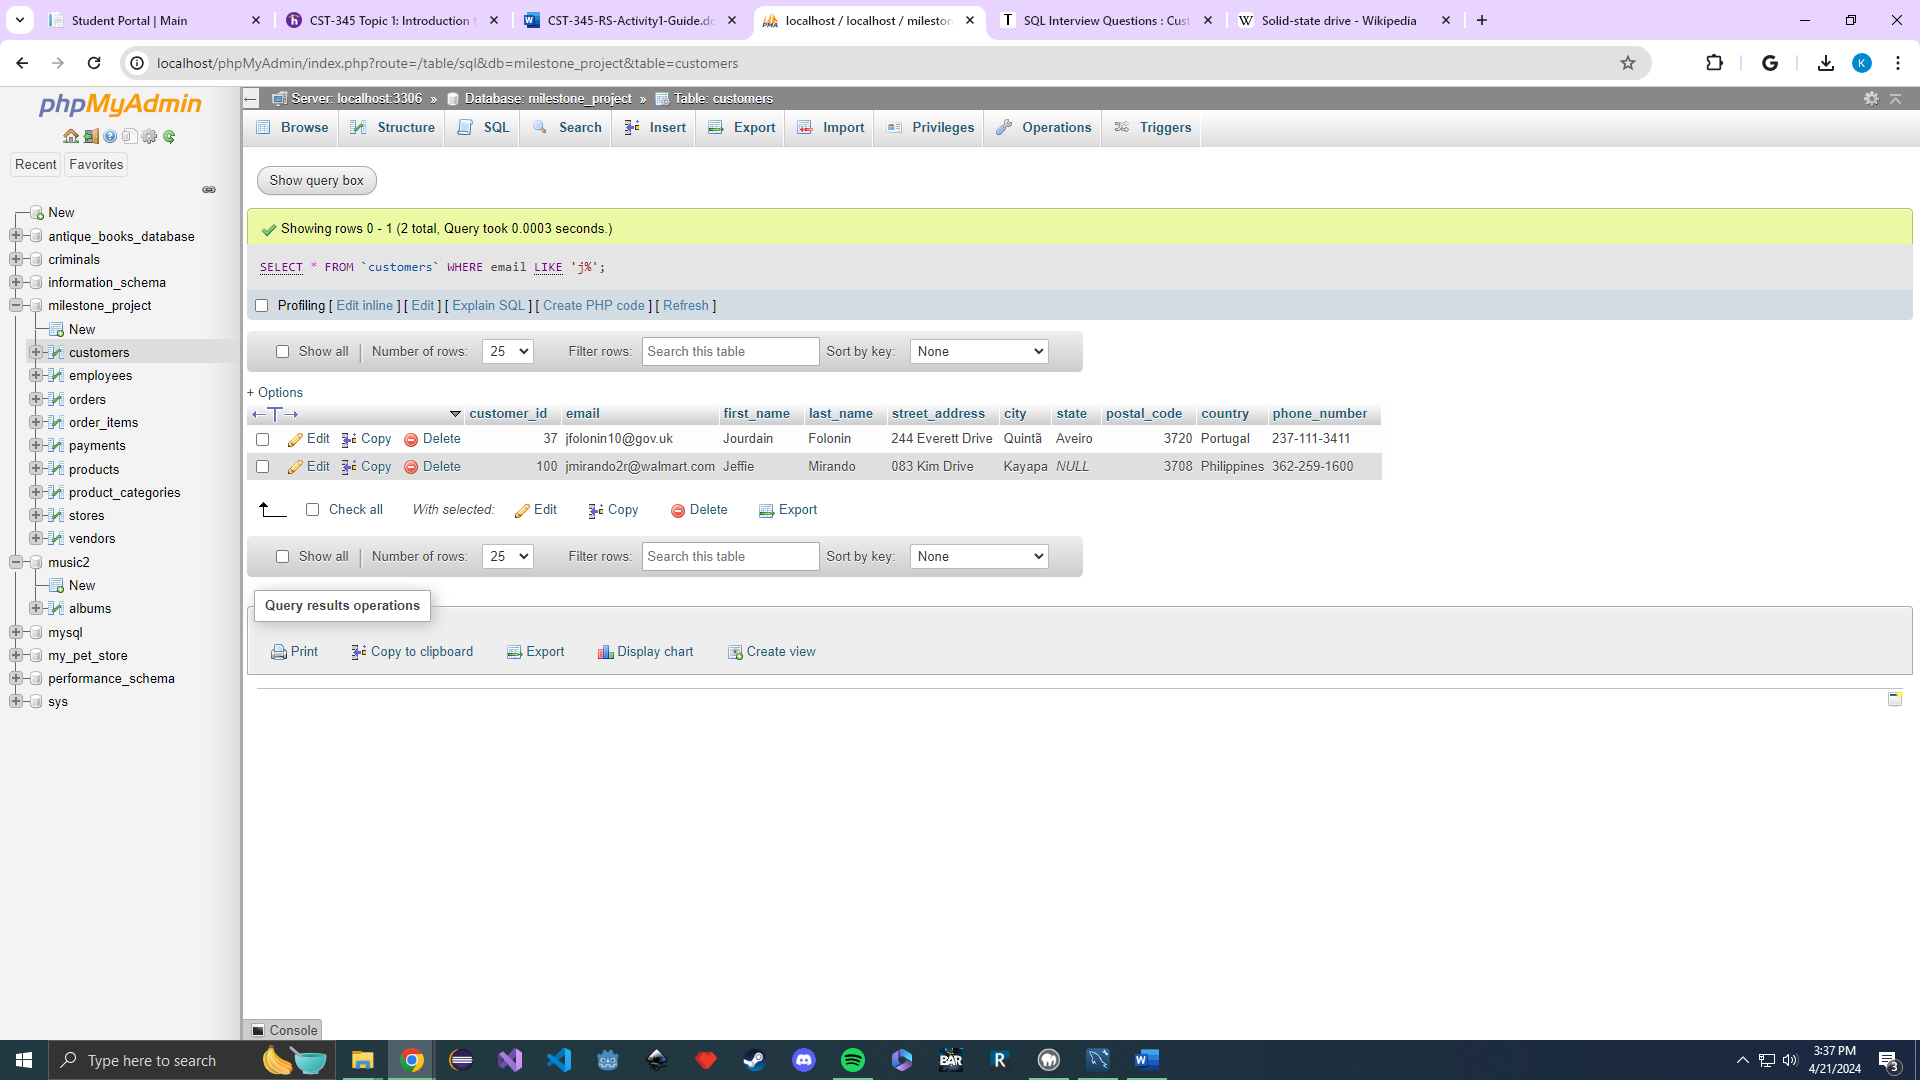 Student Portal | Main
CST-345 Topic 1: Introduction t
CST-345-RS-Activity1-Guide.do
localhost / localhost / mileston
SQL Interview Questions : Cust
Solid-state drive - Wikipedia
localhost/phpMyAdmin/index.php?route=/table/sql&db=milestone_project&table=customers
K
phpMyAdmin
Recent Favorites
New
antique_books_database
criminals
information_schema
milestone_project
New
customers
employees
orders
order_items
payments
products
product_categories
stores
vendors
music2
New
albums
mysql
my_pet_store
performance_schema
sys
Server: localhost:3306 » Database: milestone_project » Table: customers
Browse Structure SQL Search Insert Export Import Privileges Operations Triggers
Show query box
Showing rows 0 - 1 (2 total, Query took 0.0003 seconds.)
SELECT * FROM `customers` WHERE email LIKE 'j%';
Profiling [ Edit inline ] [ Edit ] [ Explain SQL ] [ Create PHP code ] [ Refresh ]
Show all Number of rows: 25 Filter rows: Search this table Sort by key: None
+ Options
customer_id email first_name last_name street_address city state postal_code country phone_number
Edit Copy Delete 37 jfolonin10@gov.uk Jourdain Folonin 244 Everett Drive Quintã Aveiro 3720 Portugal 237-111-3411
Edit Copy Delete 100 jmirando2r@walmart.com Jeffie Mirando 083 Kim Drive Kayapa NULL 3708 Philippines 362-259-1600
Check all With selected: Edit Copy Delete Export
Show all Number of rows: 25 Filter rows: Search this table Sort by key: None
Query results operations
Print Copy to clipboard Export Display chart Create view
Console
Type here to search
BAR
R
3:37 PM
4/21/2024
3